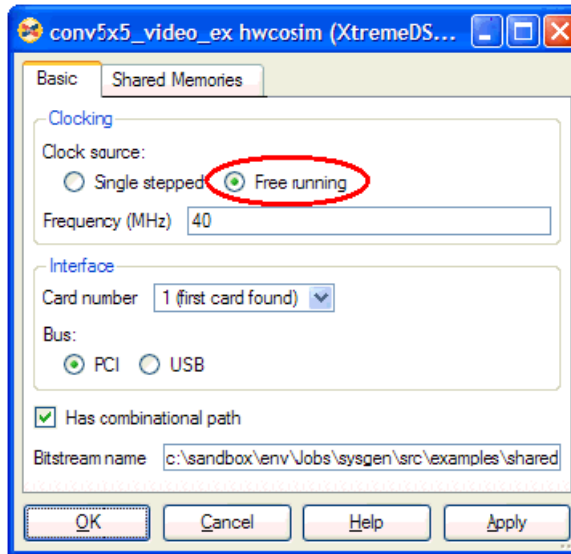 conv5x5_video_ex hwcosim (XtremeDS...
Basic Shared Memories
Clocking
Clock source:
Single stepped Free running
Frequency (MHz) 40
Interface
Card number 1 (first card found)
Bus:
PCI USB
Has combinational path
Bitstream name c:\sandbox\env\Jobs\sysgen\src\examples\shared
OK Cancel Help Apply